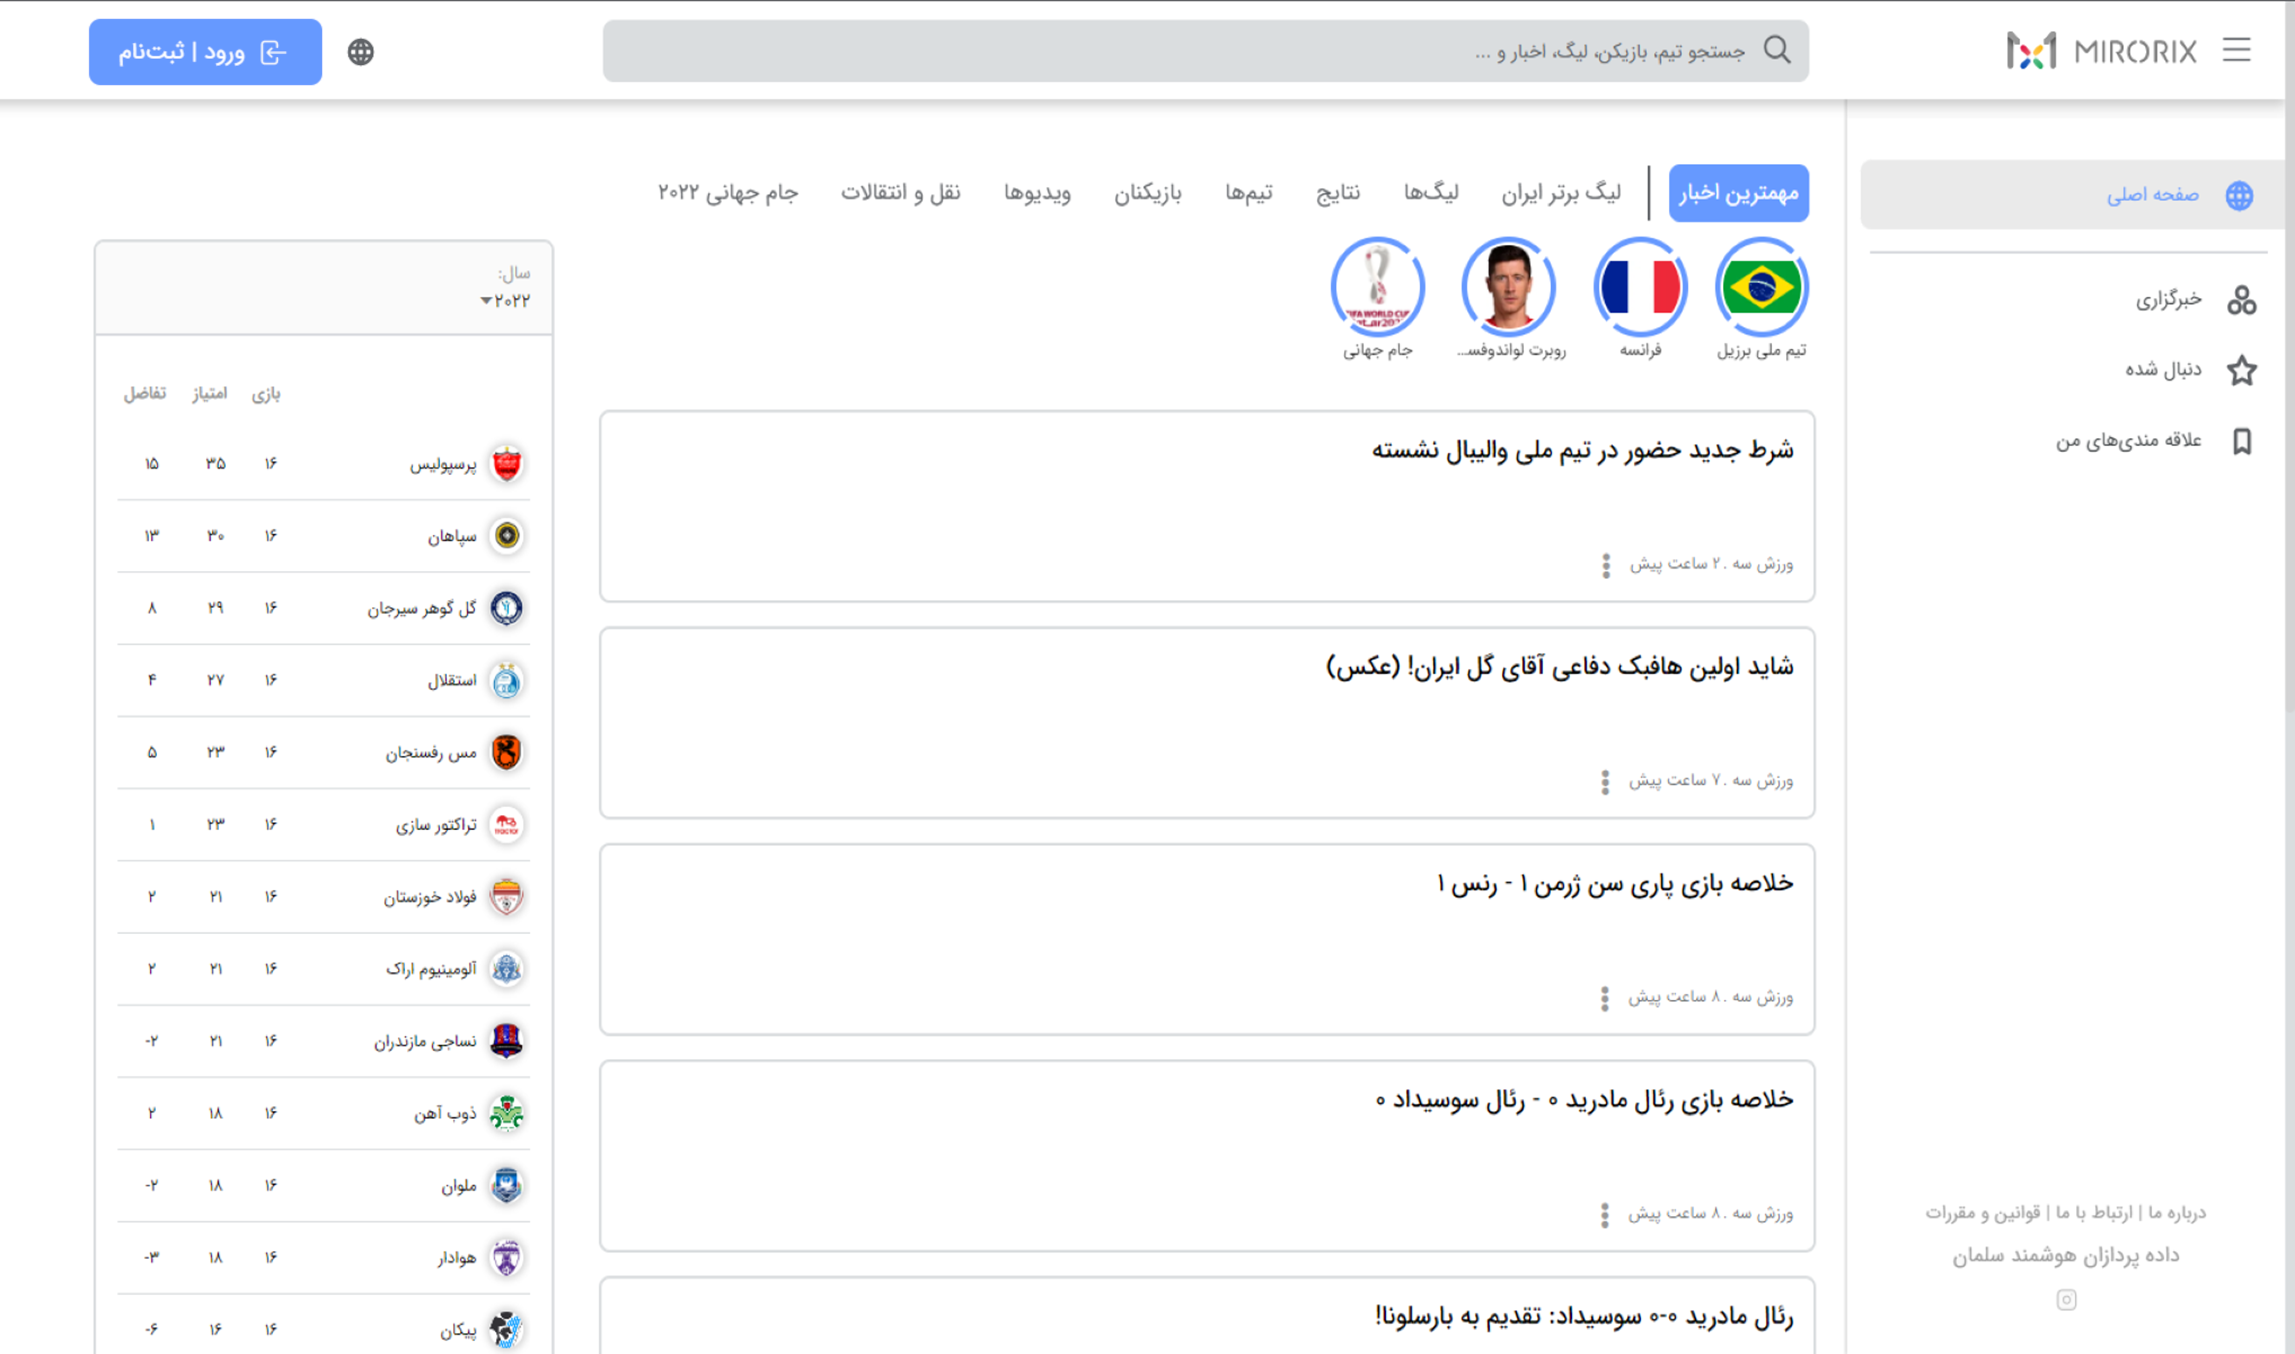 MIRORIX
جستجو تیم، بازیکن، لیگ، اخبار و ...
ورود | ثبت‌نام
صفحه اصلی
خبرگزاری
دنبال شده
علاقه مندی‌های من
درباره ما | ارتباط با ما | قوانین و مقررات
داده پردازان هوشمند سلمان
مهمترین اخبار | لیگ برتر ایران لیگ‌ها نتایج تیم‌ها بازیکنان ویدیوها نقل و انتقالات جام جهانی ۲۰۲۲
FIFA WORLD CUP
تیم ملی برزیل فرانسه روبرت لواندوفس... جام جهانی
شرط جدید حضور در تیم ملی والیبال نشسته
ورزش سه . ۲ ساعت پیش
شاید اولین هافبک دفاعی آقای گل ایران! (عکس)
ورزش سه . ۷ ساعت پیش
خلاصه بازی پاری سن ژرمن ۱ - رنس ۱
ورزش سه . ۸ ساعت پیش
خلاصه بازی رئال مادرید ۰ - رئال سوسیداد ۰
ورزش سه . ۸ ساعت پیش
رئال مادرید ۰-۰ سوسیداد: تقدیم به بارسلونا!
سال:
۲۰۲۲
بازی امتیاز تفاضل
پرسپولیس ۱۶ ۳۵ ۱۵
سپاهان ۱۶ ۳۰ ۱۳
گل گوهر سیرجان ۱۶ ۲۹ ۸
استقلال ۱۶ ۲۷ ۴
مس رفسنجان ۱۶ ۲۳ ۵
تراکتور سازی ۱۶ ۲۳ ۱
فولاد خوزستان ۱۶ ۲۱ ۲
آلومینیوم اراک ۱۶ ۲۱ ۲
نساجی مازندران ۱۶ ۲۱ -۲
ذوب آهن ۱۶ ۱۸ ۲
ملوان ۱۶ ۱۸ -۲
هوادار ۱۶ ۱۸ -۳
پیکان ۱۶ ۱۶ -۶